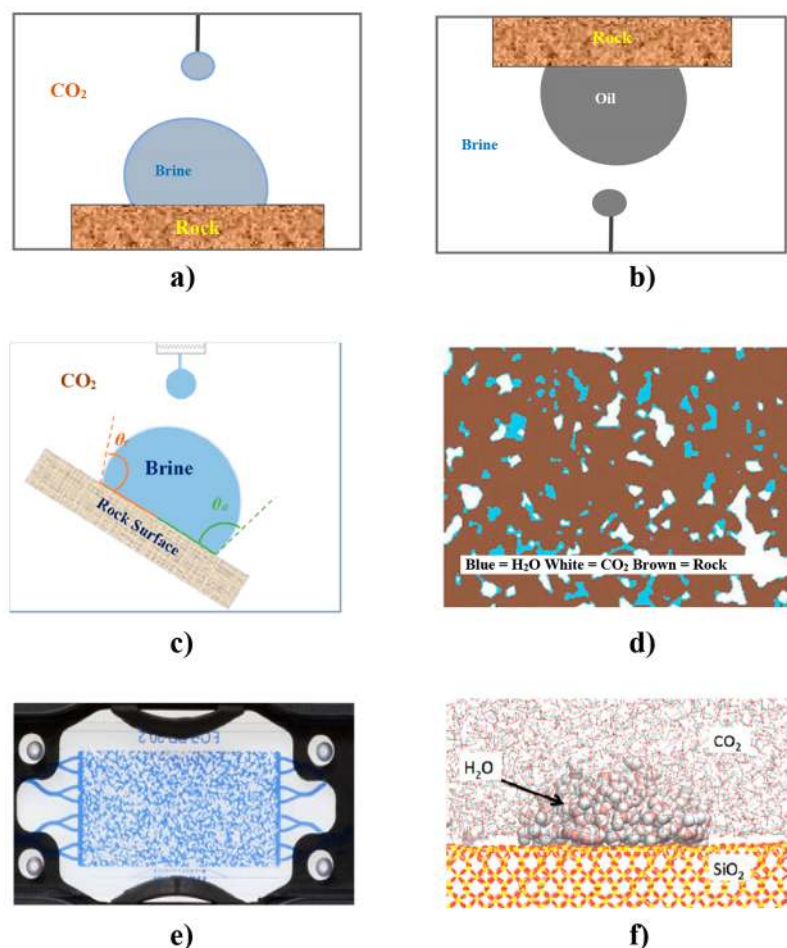 CO₂
Brine
Rock
a)
Rock
Oil
Brine
b)
CO₂
θr
Brine
θa
Rock Surface
c)
Blue = H₂O White = CO₂ Brown = Rock
d)
e)
CO₂
H₂O
SiO₂
f)